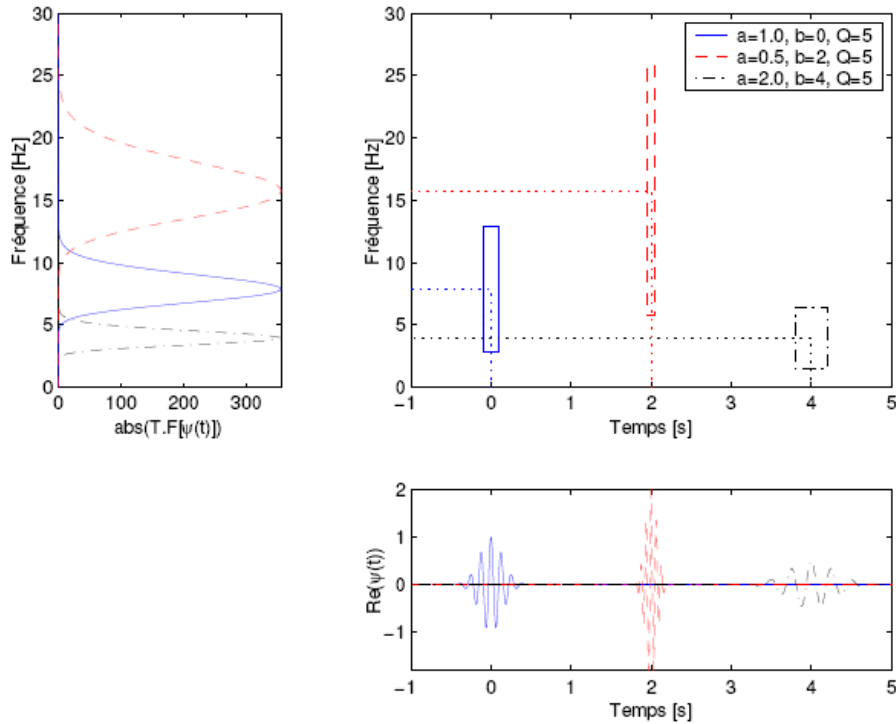 30
25
20
15
10
5
0
Fréquence [Hz]
0 100 200 300
abs(T.F[ψ(t)])
30
25
20
15
10
5
0
Fréquence [Hz]
-1 0 1 2 3 4 5
Temps [s]
a=1.0, b=0, Q=5
a=0.5, b=2, Q=5
a=2.0, b=4, Q=5
2
1
0
-1
Re(ψ(t))
-1 0 1 2 3 4 5
Temps [s]